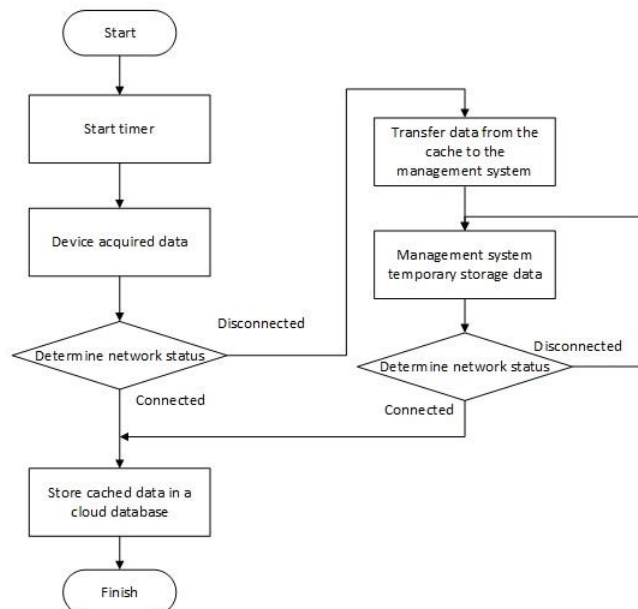 Start
Start timer
Device acquired data
Disconnected
Determine network status
Connected
Store cached data in a
cloud database
Finish
Transfer data from the
cache to the
management system
Management system
temporary storage data
Disconnected
Determine network status
Connected